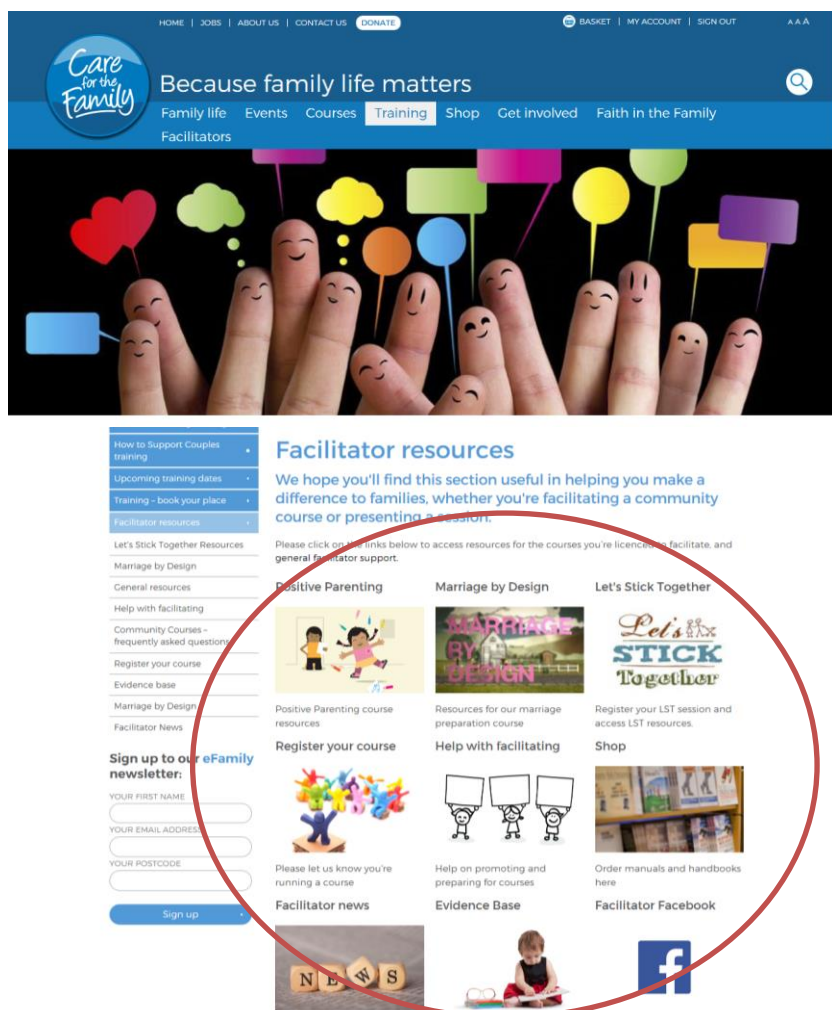 HOME | JOBS | ABOUT US | CONTACT US DONATE
BASKET | MY ACCOUNT | SIGN OUT
A A A
Care
for the
Family
Because family life matters
Family life Events Courses Training Shop Get involved Faith in the Family
Facilitators
How to Support Couples
training
Upcoming training dates
Training – book your place
Facilitator resources
Let's Stick Together Resources
Marriage by Design
General resources
Help with facilitating
Community Courses –
frequently asked questions
Register your course
Evidence base
Marriage by Design
Facilitator News
Sign up to our eFamily
newsletter:
YOUR FIRST NAME
YOUR EMAIL ADDRESS
YOUR POSTCODE
Sign up
Facilitator resources
We hope you'll find this section useful in helping you make a
difference to families, whether you're facilitating a community
course or presenting a session.
Please click on the links below to access resources for the courses you're licenced to facilitate, and
general facilitator support.
Positive Parenting
Marriage by Design
Let's Stick Together
MARRIAGE
BY
DESIGN
Let's
STICK
Together
Positive Parenting course
resources
Resources for our marriage
preparation course
Register your LST session and
access LST resources.
Register your course
Help with facilitating
Shop
Please let us know you're
running a course
Help on promoting and
preparing for courses
Order manuals and handbooks
here
Facilitator news
Evidence Base
Facilitator Facebook
NEWS
f